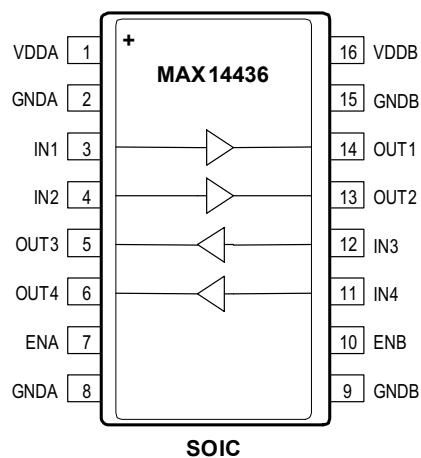 +
MAX14436
VDDA 1 16 VDDB
GNDA 2 15 GNDB
IN1 3 14 OUT1
IN2 4 13 OUT2
OUT3 5 12 IN3
OUT4 6 11 IN4
ENA 7 10 ENB
GNDA 8 9 GNDB
SOIC